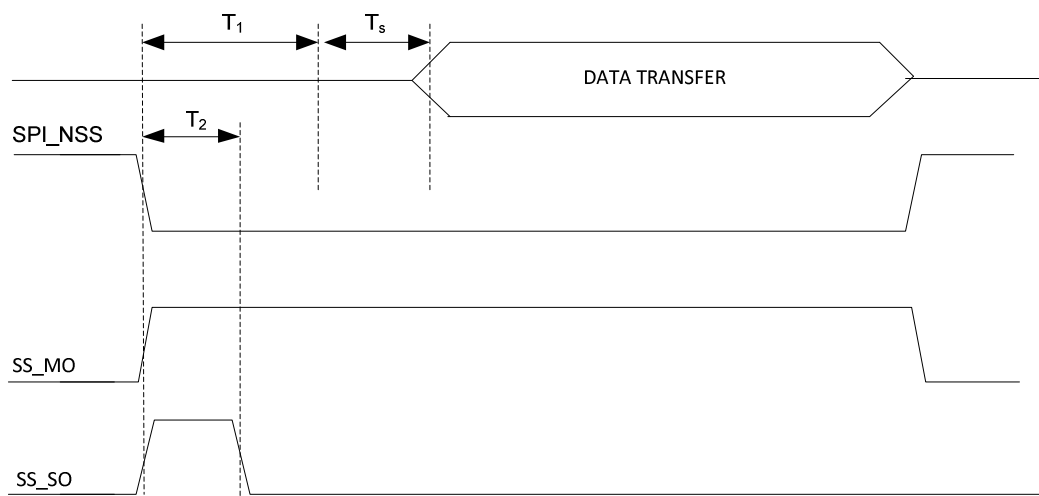 T₁
Tₛ
DATA TRANSFER
T₂
SPI_NSS
SS_MO
SS_SO